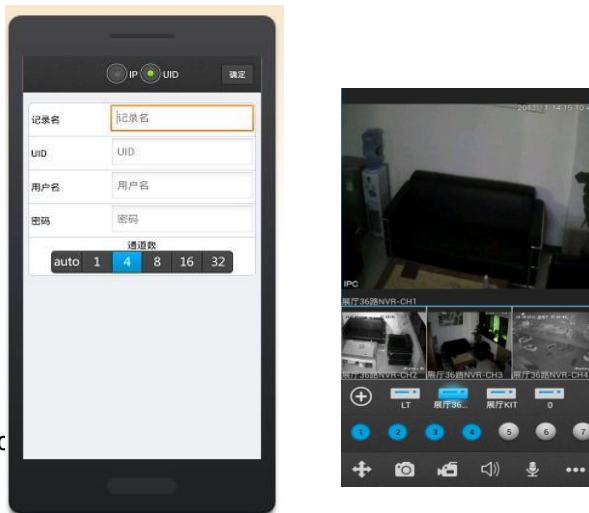 IP UID 确定
记录名 记录名
UID UID
用户名 用户名
密码 密码
通道数
auto 1 4 8 16 32
IPC
展厅36路NVR-CH1
展厅36路NVR-CH2 展厅36路NVR-CH3 展厅36路NVR-CH4
LT 展厅36... 展厅KIT 0
1 2 3 4 5 6 7